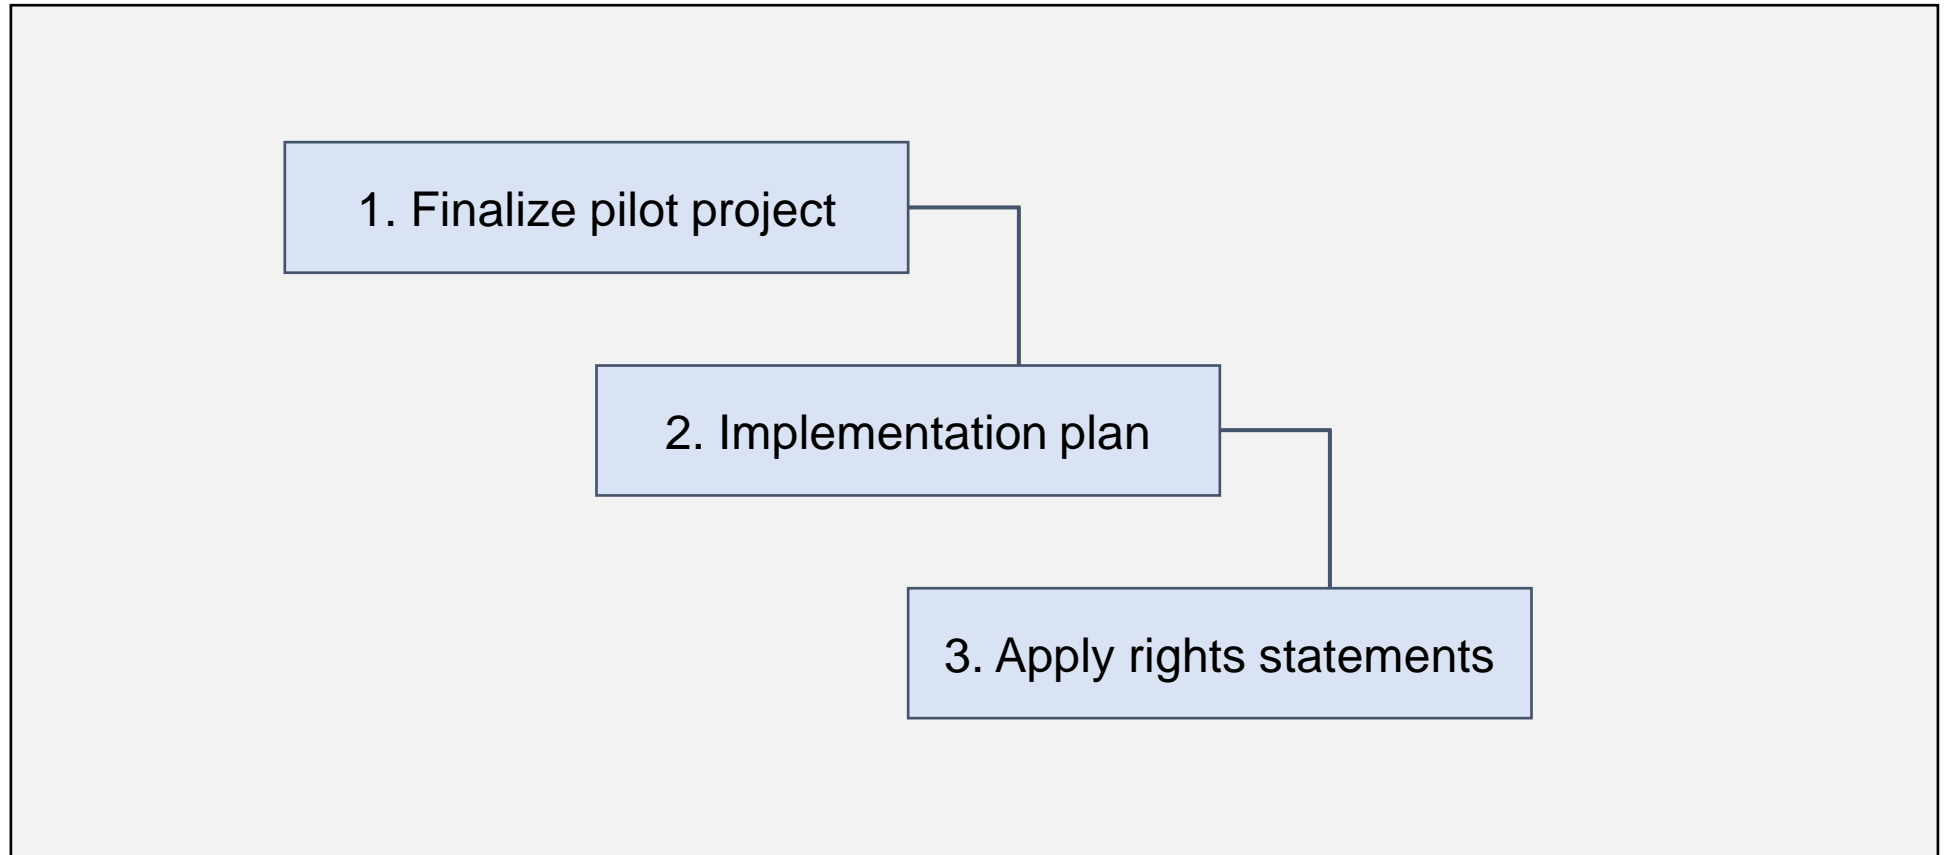 1. Finalize pilot project
2. Implementation plan
3. Apply rights statements